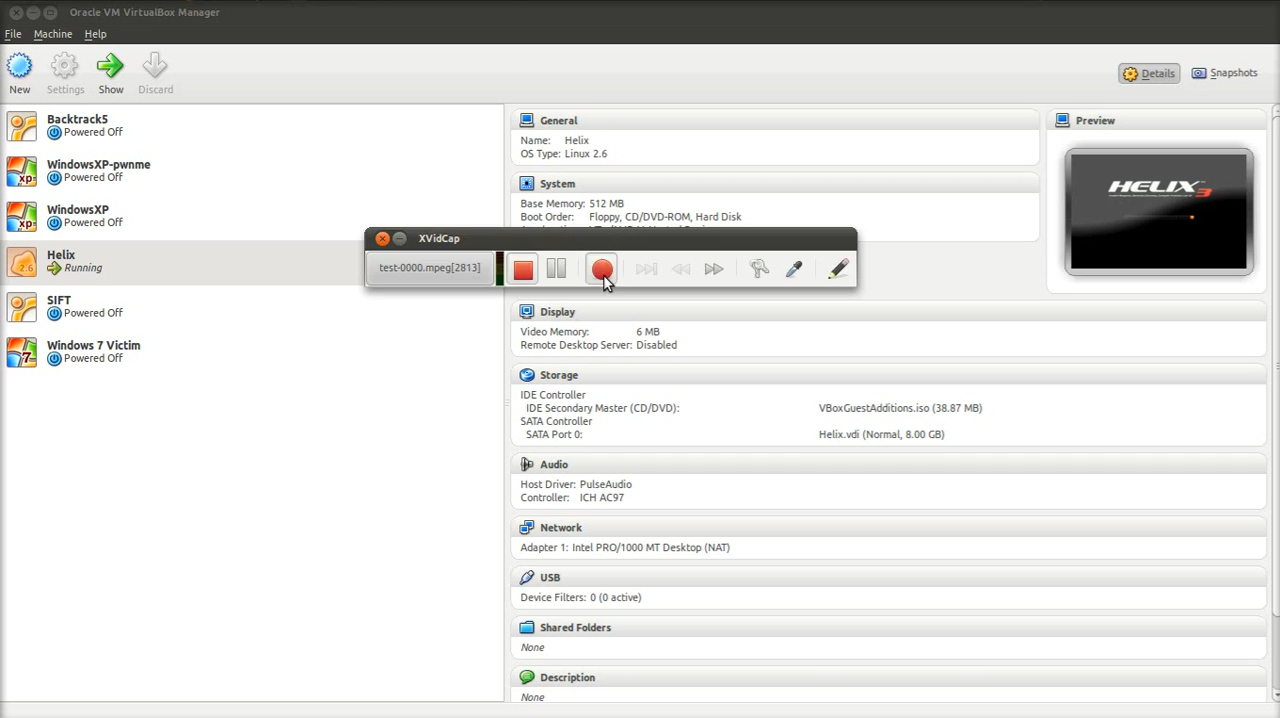 Oracle VM VirtualBox Manager
File Machine Help
New Settings Show Discard
Details Snapshots
Backtrack5
Powered Off
WindowsXP-pwnme
Powered Off
WindowsXP
Powered Off
Helix
Running
SIFT
Powered Off
Windows 7 Victim
Powered Off
General
Name: Helix
OS Type: Linux 2.6
System
Base Memory: 512 MB
Boot Order: Floppy, CD/DVD-ROM, Hard Disk
Preview
HELIX3
XVidCap
test-0000.mpeg[2813]
Display
Video Memory: 6 MB
Remote Desktop Server: Disabled
Storage
IDE Controller
IDE Secondary Master (CD/DVD): VBoxGuestAdditions.iso (38.87 MB)
SATA Controller
SATA Port 0: Helix.vdi (Normal, 8.00 GB)
Audio
Host Driver: PulseAudio
Controller: ICH AC97
Network
Adapter 1: Intel PRO/1000 MT Desktop (NAT)
USB
Device Filters: 0 (0 active)
Shared Folders
None
Description
None